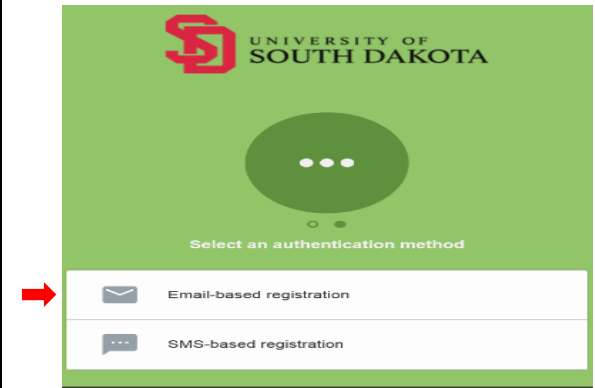 UNIVERSITY OF
SOUTH DAKOTA
Select an authentication method
Email-based registration
SMS-based registration